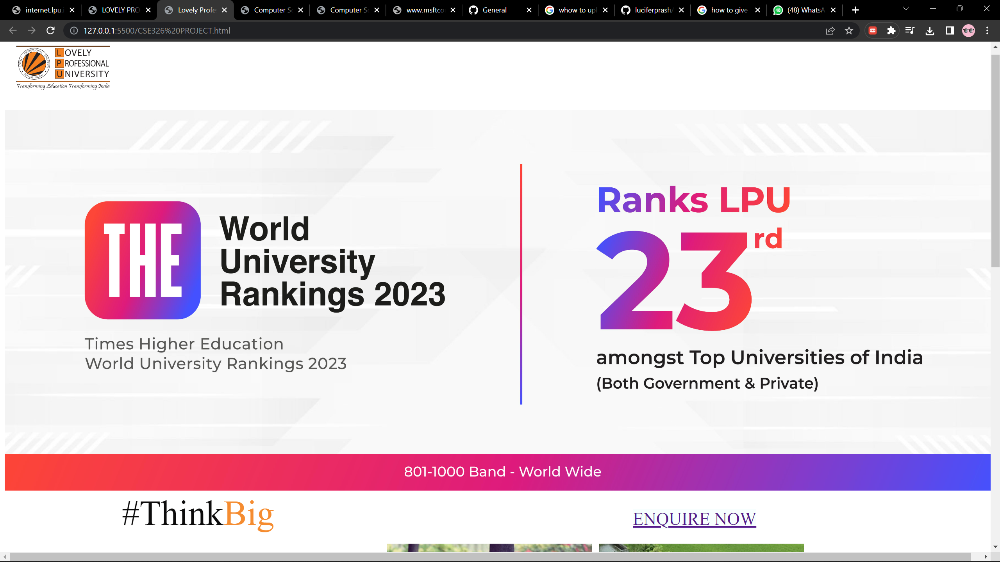 internet.lpu.i
LOVELY PRO
Lovely Profe
Computer Sc
Computer Sc
www.msftco
General
whow to upl
luciferprash/
how to give
(48) WhatsA
127.0.0.1:5500/CSE326%20PROJECT.html
LOVELY
PROFESSIONAL
UNIVERSITY
Transforming Education Transforming India
THE
World
University
Rankings 2023
Times Higher Education
World University Rankings 2023
Ranks LPU
23rd
amongst Top Universities of India
(Both Government & Private)
801-1000 Band - World Wide
#ThinkBig
ENQUIRE NOW